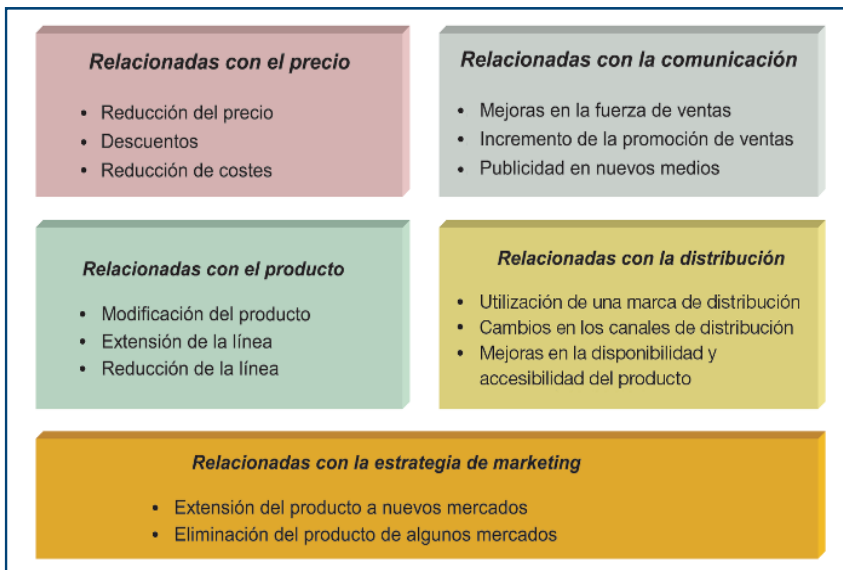 Relacionadas con el precio
• Reducción del precio
• Descuentos
• Reducción de costes
Relacionadas con la comunicación
• Mejoras en la fuerza de ventas
• Incremento de la promoción de ventas
• Publicidad en nuevos medios
Relacionadas con el producto
• Modificación del producto
• Extensión de la línea
• Reducción de la línea
Relacionadas con la distribución
• Utilización de una marca de distribución
• Cambios en los canales de distribución
• Mejoras en la disponibilidad y
accesibilidad del producto
Relacionadas con la estrategia de marketing
• Extensión del producto a nuevos mercados
• Eliminación del producto de algunos mercados